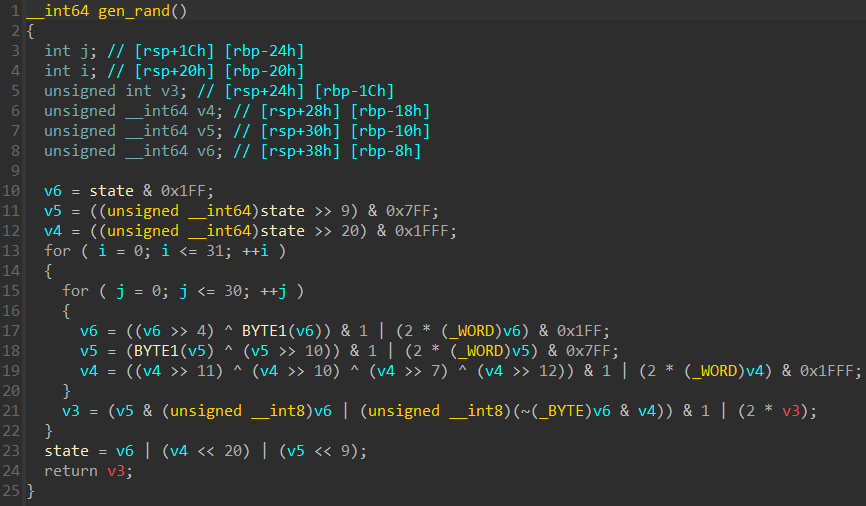 1 __int64 gen_rand()
2 {
3   int j; // [rsp+1Ch] [rbp-24h]
4   int i; // [rsp+20h] [rbp-20h]
5   unsigned int v3; // [rsp+24h] [rbp-1Ch]
6   unsigned __int64 v4; // [rsp+28h] [rbp-18h]
7   unsigned __int64 v5; // [rsp+30h] [rbp-10h]
8   unsigned __int64 v6; // [rsp+38h] [rbp-8h]
9
10   v6 = state & 0x1FF;
11   v5 = ((unsigned __int64)state >> 9) & 0x7FF;
12   v4 = ((unsigned __int64)state >> 20) & 0x1FFF;
13   for ( i = 0; i <= 31; ++i )
14   {
15     for ( j = 0; j <= 30; ++j )
16     {
17       v6 = ((v6 >> 4) ^ BYTE1(v6)) & 1 | (2 * (_WORD)v6) & 0x1FF;
18       v5 = (BYTE1(v5) ^ (v5 >> 10)) & 1 | (2 * (_WORD)v5) & 0x7FF;
19       v4 = ((v4 >> 11) ^ (v4 >> 10) ^ (v4 >> 7) ^ (v4 >> 12)) & 1 | (2 * (_WORD)v4) & 0x1FFF;
20     }
21     v3 = (v5 & (unsigned __int8)v6 | (unsigned __int8)(~(_BYTE)v6 & v4)) & 1 | (2 * v3);
22   }
23   state = v6 | (v4 << 20) | (v5 << 9);
24   return v3;
25 }